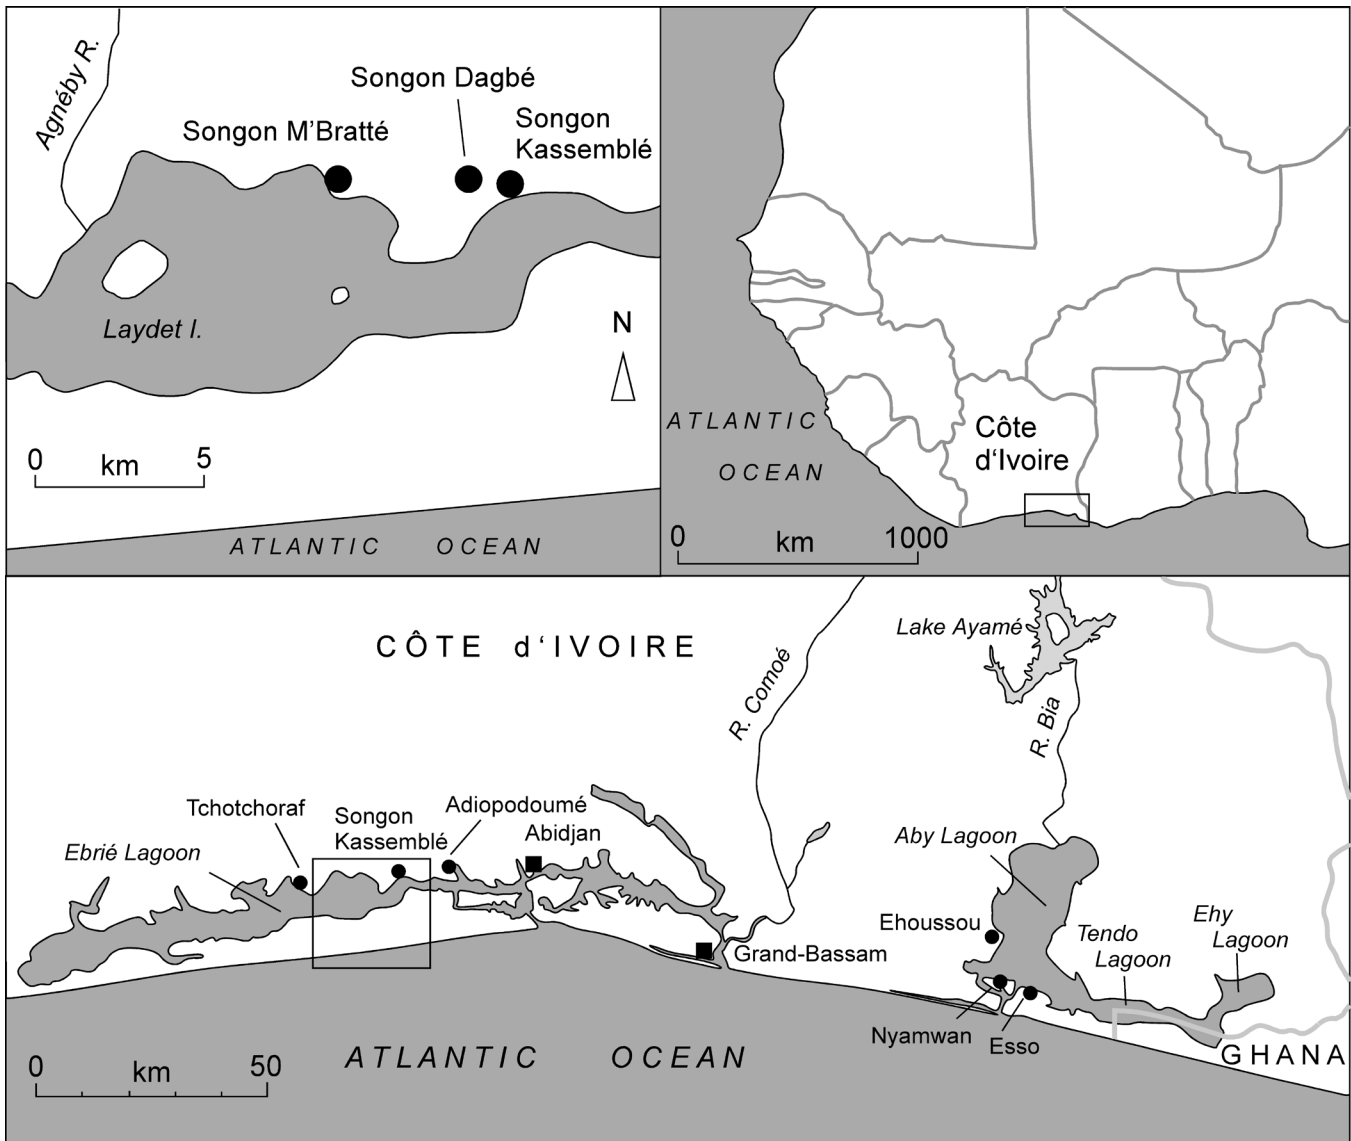 Agnéby R.
Songon Dagbé
Songon M'Bratté
Songon
Kassemblé
Laydet I.
N
0 km 5
ATLANTIC OCEAN
ATLANTIC
OCEAN
Côte
d‘Ivoire
0 km 1000
CÔTE d‘IVOIRE
R. Comoé
Lake Ayamé
R. Bia
Tchotchoraf
Songon
Kassemblé
Adiopodoumé
Abidjan
Ebrié Lagoon
Grand-Bassam
Aby Lagoon
Ehoussou
Tendo
Lagoon
Ehy
Lagoon
Nyamwan
Esso
GHANA
0 km 50
ATLANTIC OCEAN